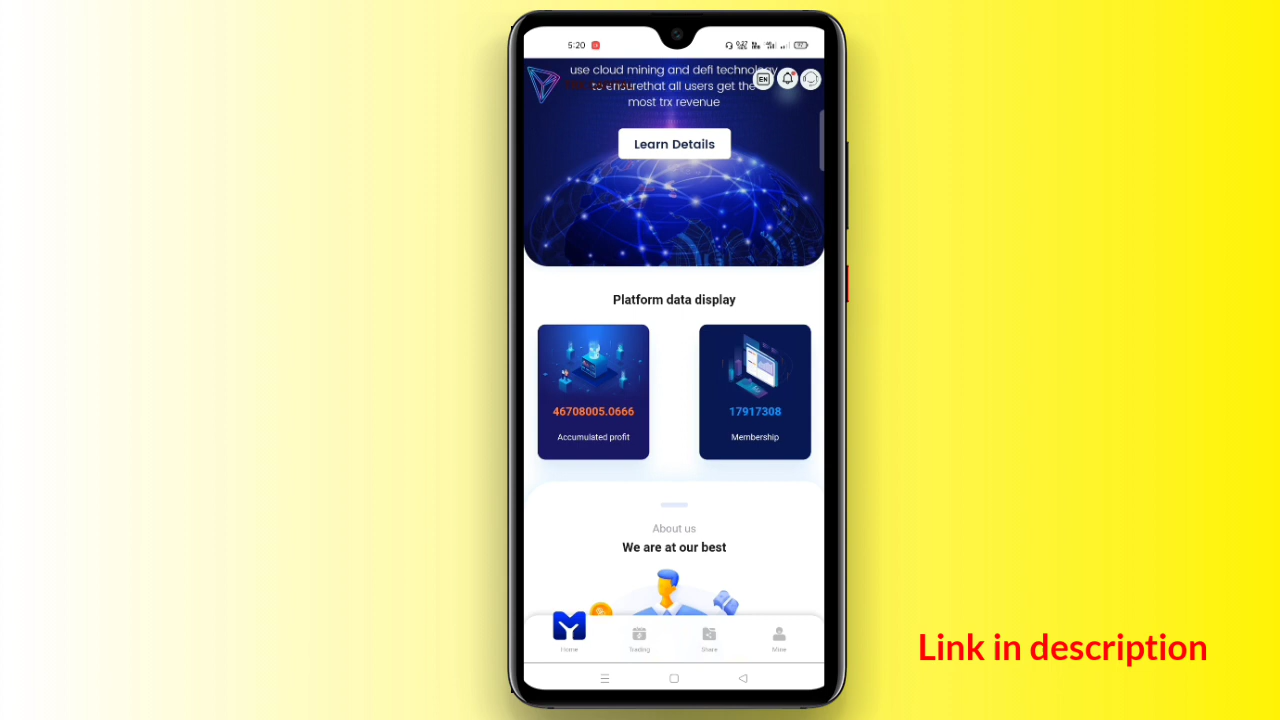 5:20
use cloud mining and defi technology
to ensurethat all users get the
most trx revenue
EN
Learn Details
Platform data display
46708005.0666
Accumulated profit
17917308
Membership
About us
We are at our best
Home
Trading
Share
Mine
Link in description